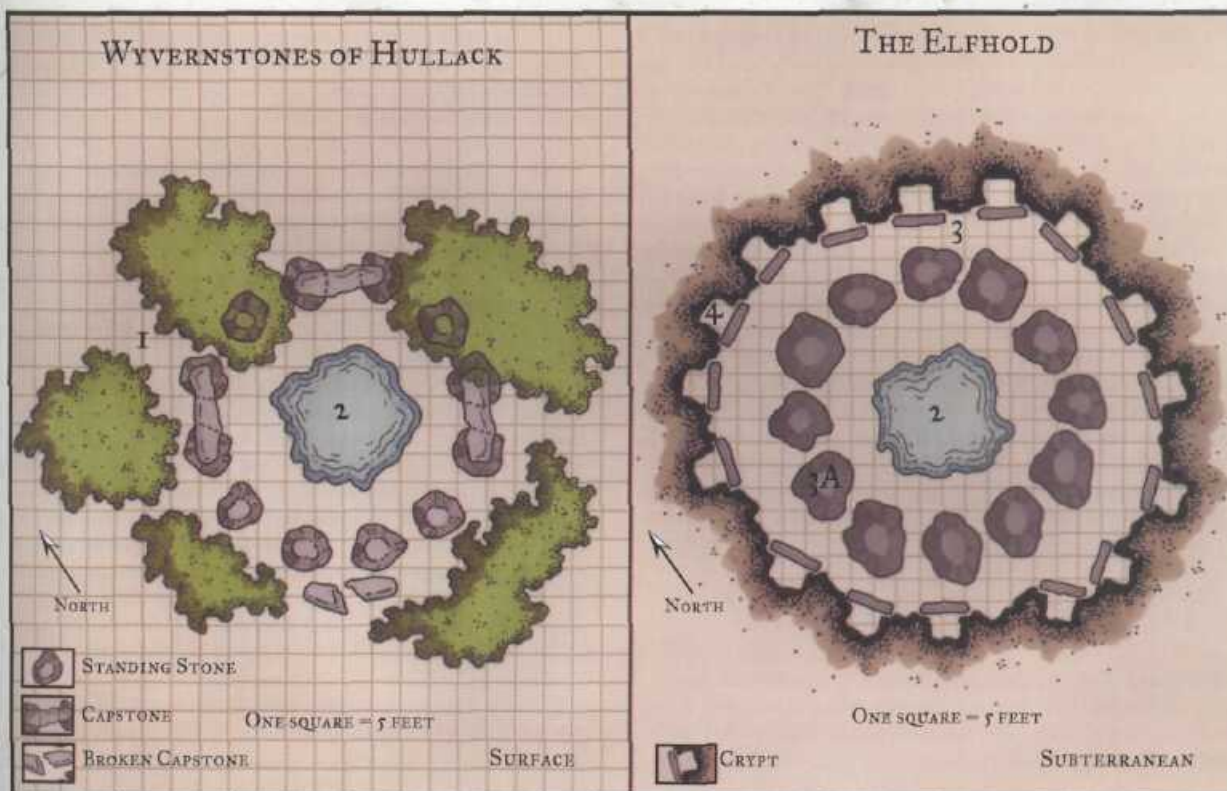 WYVERNSTONES OF HULLACK
1
2
NORTH
STANDING STONE
CAPSTONE
BROKEN CAPSTONE
ONE SQUARE = 5 FEET
SURFACE
THE ELFHOLD
3
4
2
3A
NORTH
ONE SQUARE = 5 FEET
CRYPT
SUBTERRANEAN